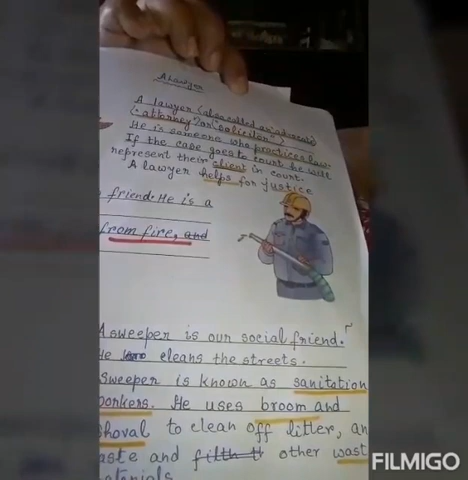 A Lawyer
A lawyer (also called an advocate
attorney" or "solicitor")
He is someone who practices law.
If the case goes to court he will
represent their client in court.
A lawyer helps for justice
friend. He is a
from fire, and
A sweeper is our social friend.
He cleans the streets.
Sweeper is known as sanitation
workers. He uses broom and
shoval to clean off litter, an
aste and filth other wast
FILMIGO